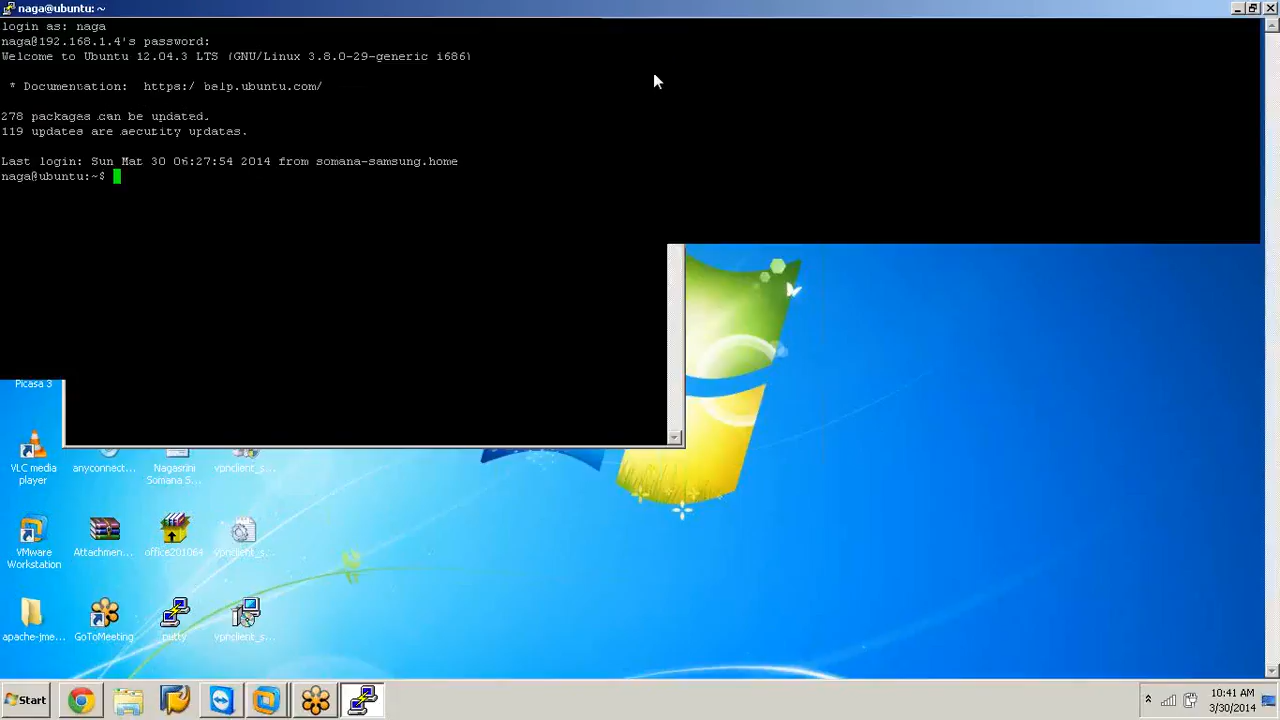 naga@ubuntu: ~
login as: naga
naga@192.168.1.4's password:
Welcome to Ubuntu 12.04.3 LTS (GNU/Linux 3.8.0-29-generic i686)
* Documentation: https:/ help.ubuntu.com/
278 packages can be updated.
119 updates are security updates.
Last login: Sun Mar 30 06:27:54 2014 from somana-samsung.home
naga@ubuntu:~$
Picasa 3
VLC media player
anyconnect...
Nagasrini Somana S...
vpnclient_s...
VMware Workstation
Attachmen...
office201064
vpnclient_s...
apache-jme...
GoToMeeting
putty
vpnclient_s...
Start
10:41 AM
3/30/2014